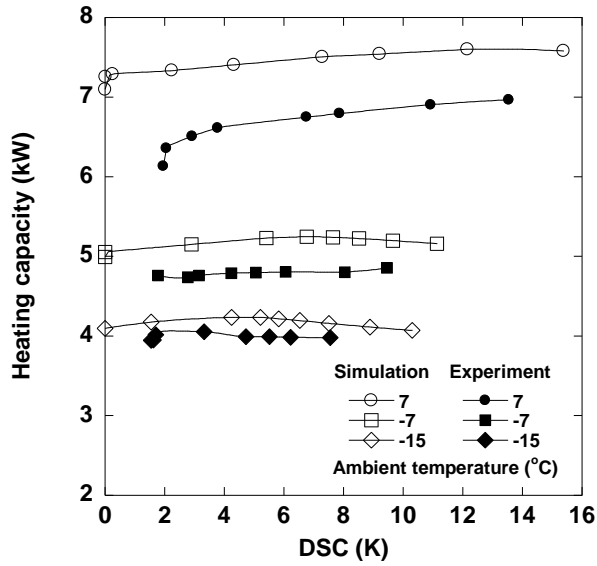 8
7
6
5
4
3
2
Heating capacity (kW)
Simulation Experiment
7 7
-7 -7
-15 -15
Ambient temperature (°C)
0 2 4 6 8 10 12 14 16
DSC (K)